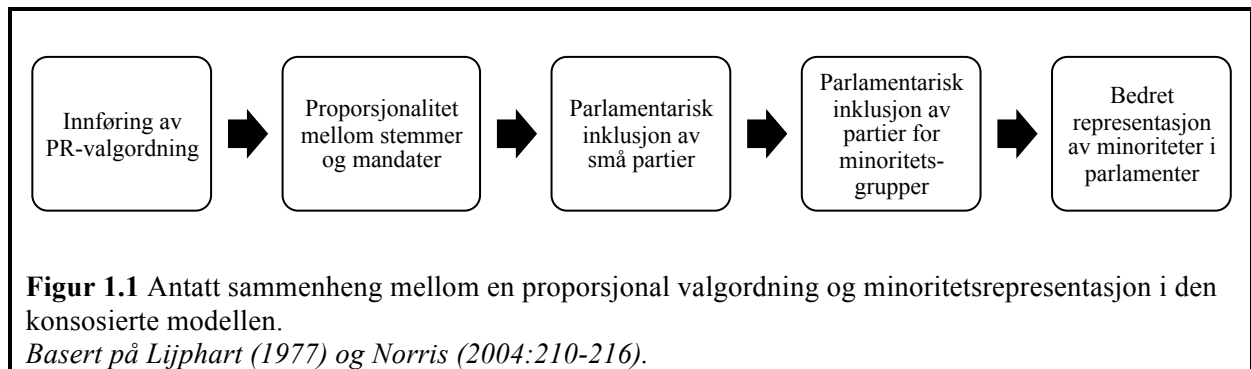 Innføring av
PR-valgordning
Proporsjonalitet
mellom stemmer
og mandater
Parlamentarisk
inklusjon av
små partier
Parlamentarisk
inklusjon av
partier for
minoritets-
grupper
Bedret
representasjon
av minoriteter i
parlamenter
Figur 1.1 Antatt sammenheng mellom en proporsjonal valgordning og minoritetsrepresentasjon i den
konsosierte modellen.
Basert på Lijphart (1977) og Norris (2004:210-216).